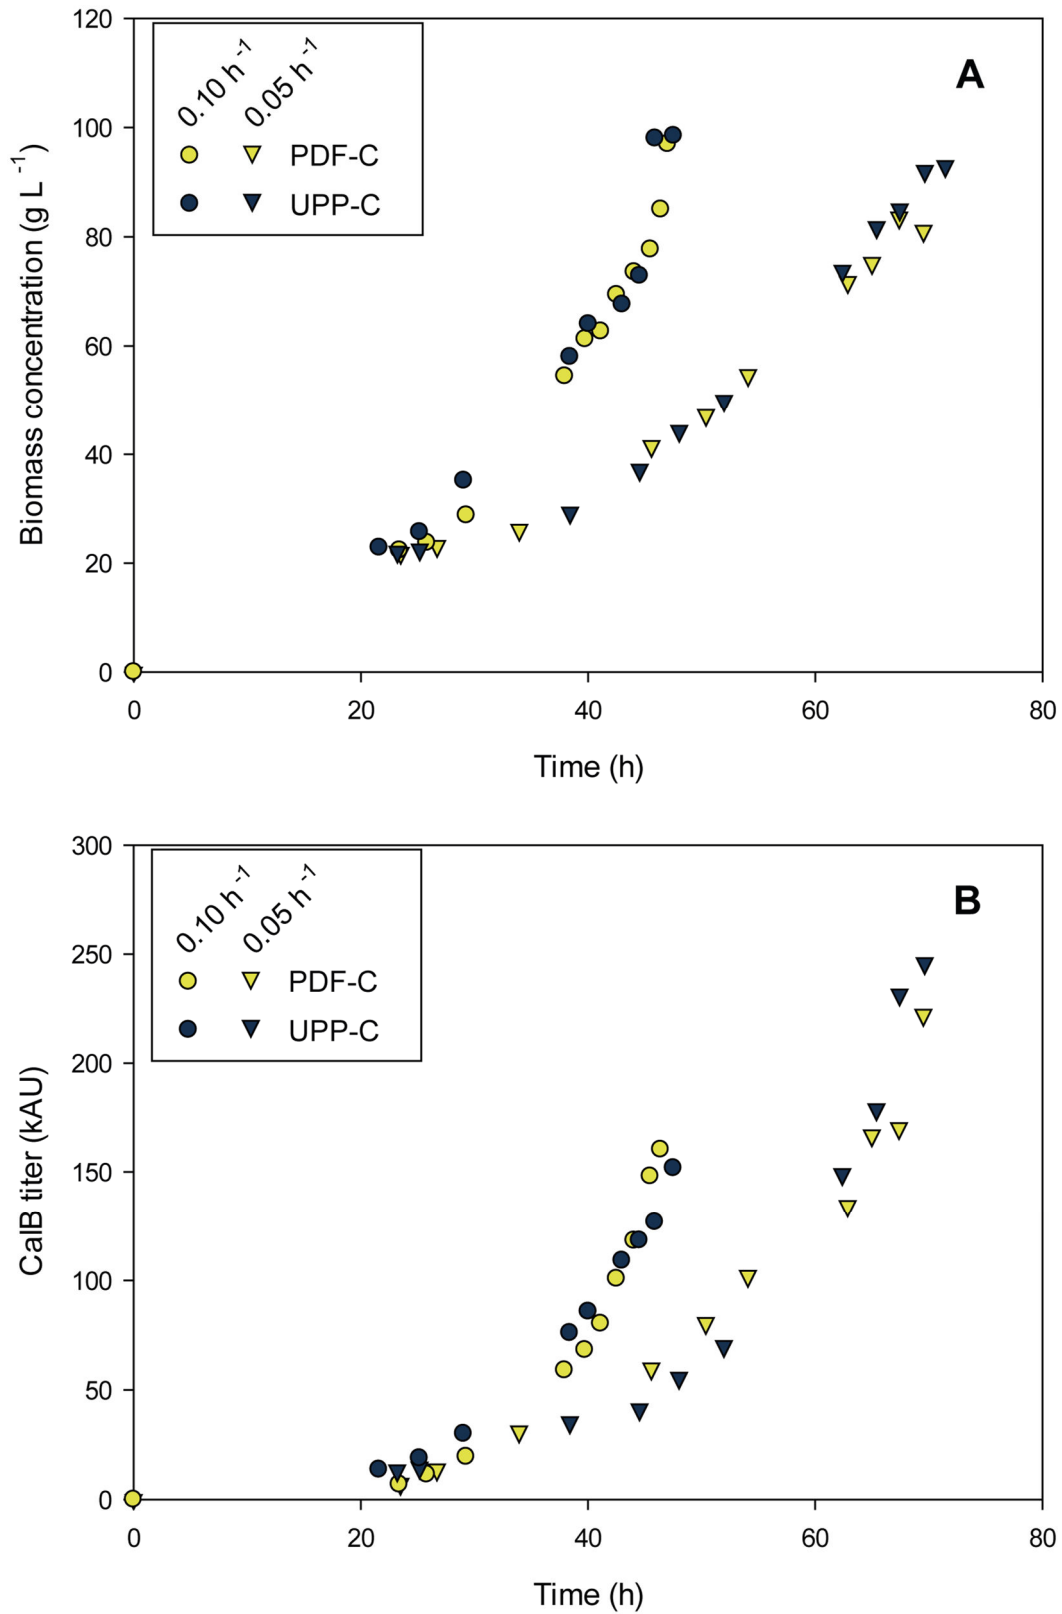 120
100
80
60
40
20
0
Biomass concentration (g L⁻¹)
0.10 h⁻¹
0.05 h⁻¹
PDF-C
UPP-C
A
0 20 40 60 80
Time (h)
300
250
200
150
100
50
0
CalB titer (kAU)
0.10 h⁻¹
0.05 h⁻¹
PDF-C
UPP-C
B
0 20 40 60 80
Time (h)